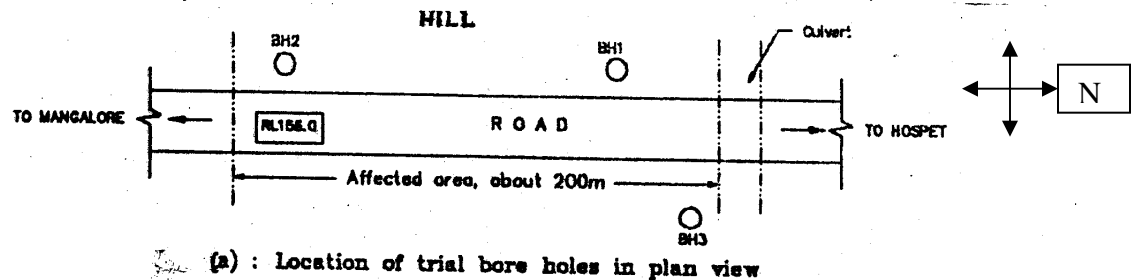 HILL
BH2
BH1
Culvert
N
TO MANGALORE
RL156.0
ROAD
TO HOSPET
Affected area, about 200m
BH3
(a) : Location of trial bore holes in plan view